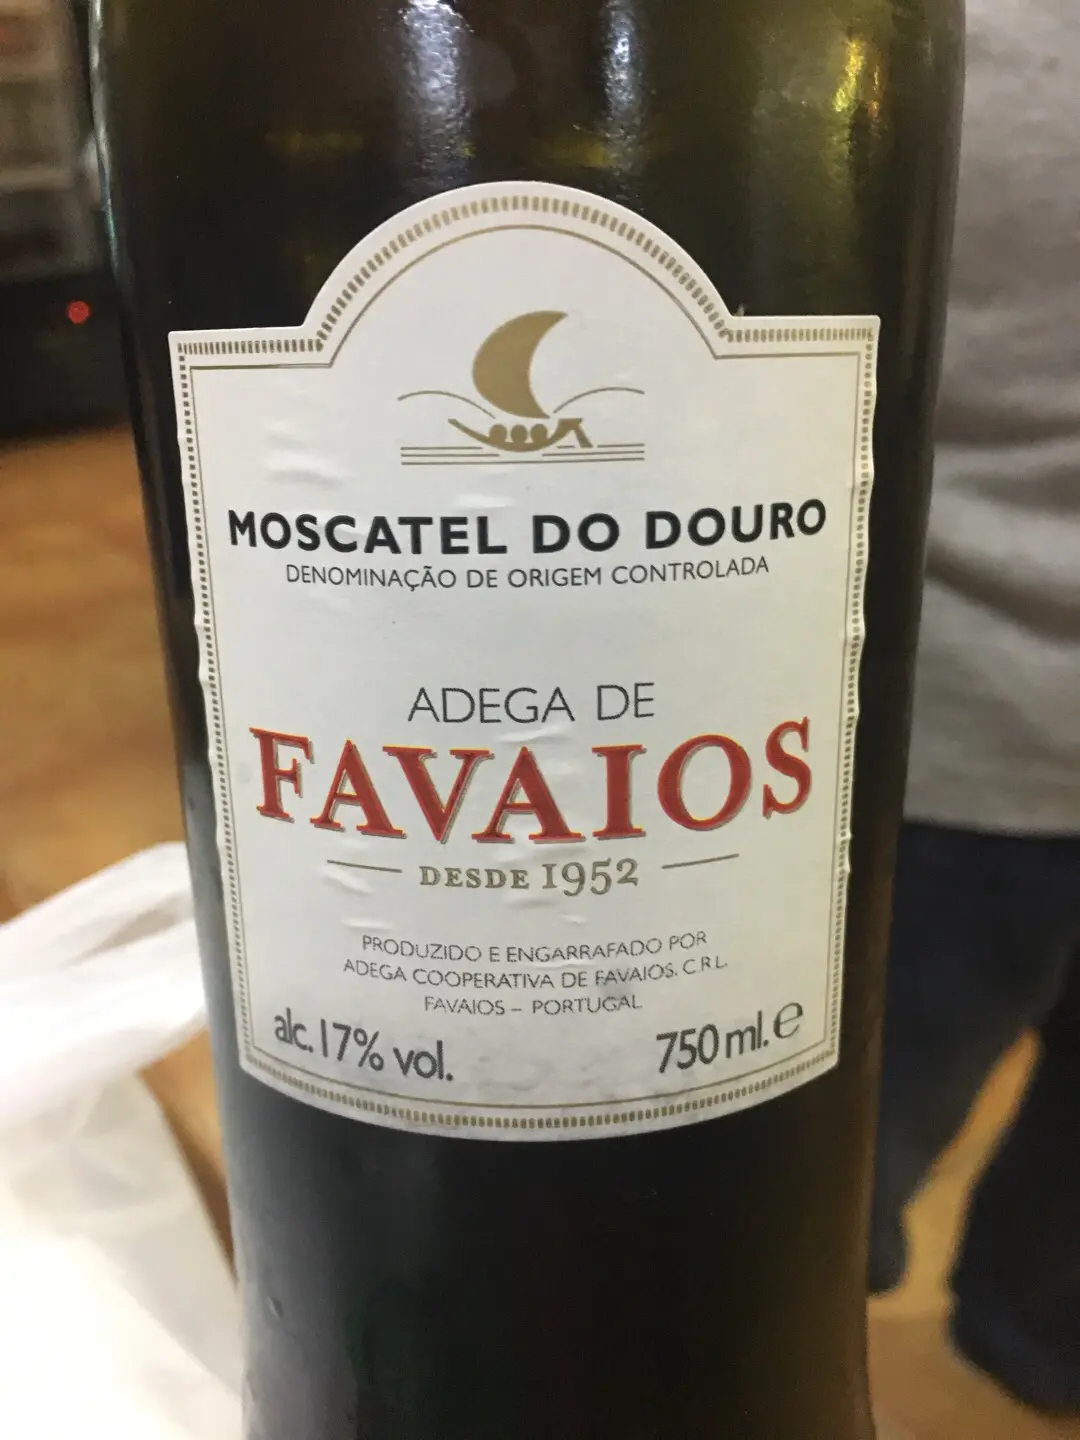 MOSCATEL DO DOURO
DENOMINAÇÃO DE ORIGEM CONTROLADA
ADEGA DE
FAVAIOS
DESDE 1952
PRODUZIDO E ENGARRAFADO POR
ADEGA COOPERATIVA DE FAVAIOS, C.R.L.
FAVAIOS – PORTUGAL
alc. 17% vol. 750 ml. e